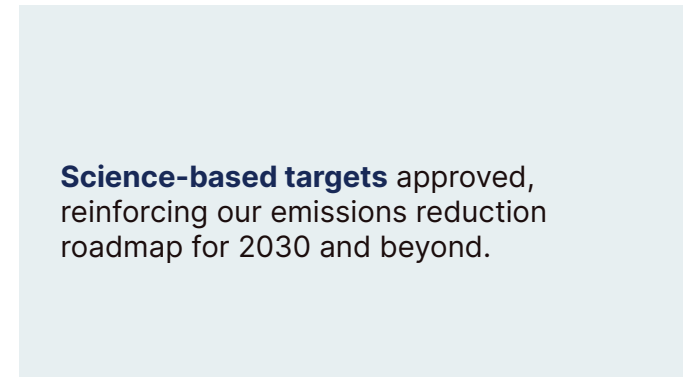 Science-based targets approved,
reinforcing our emissions reduction
roadmap for 2030 and beyond.